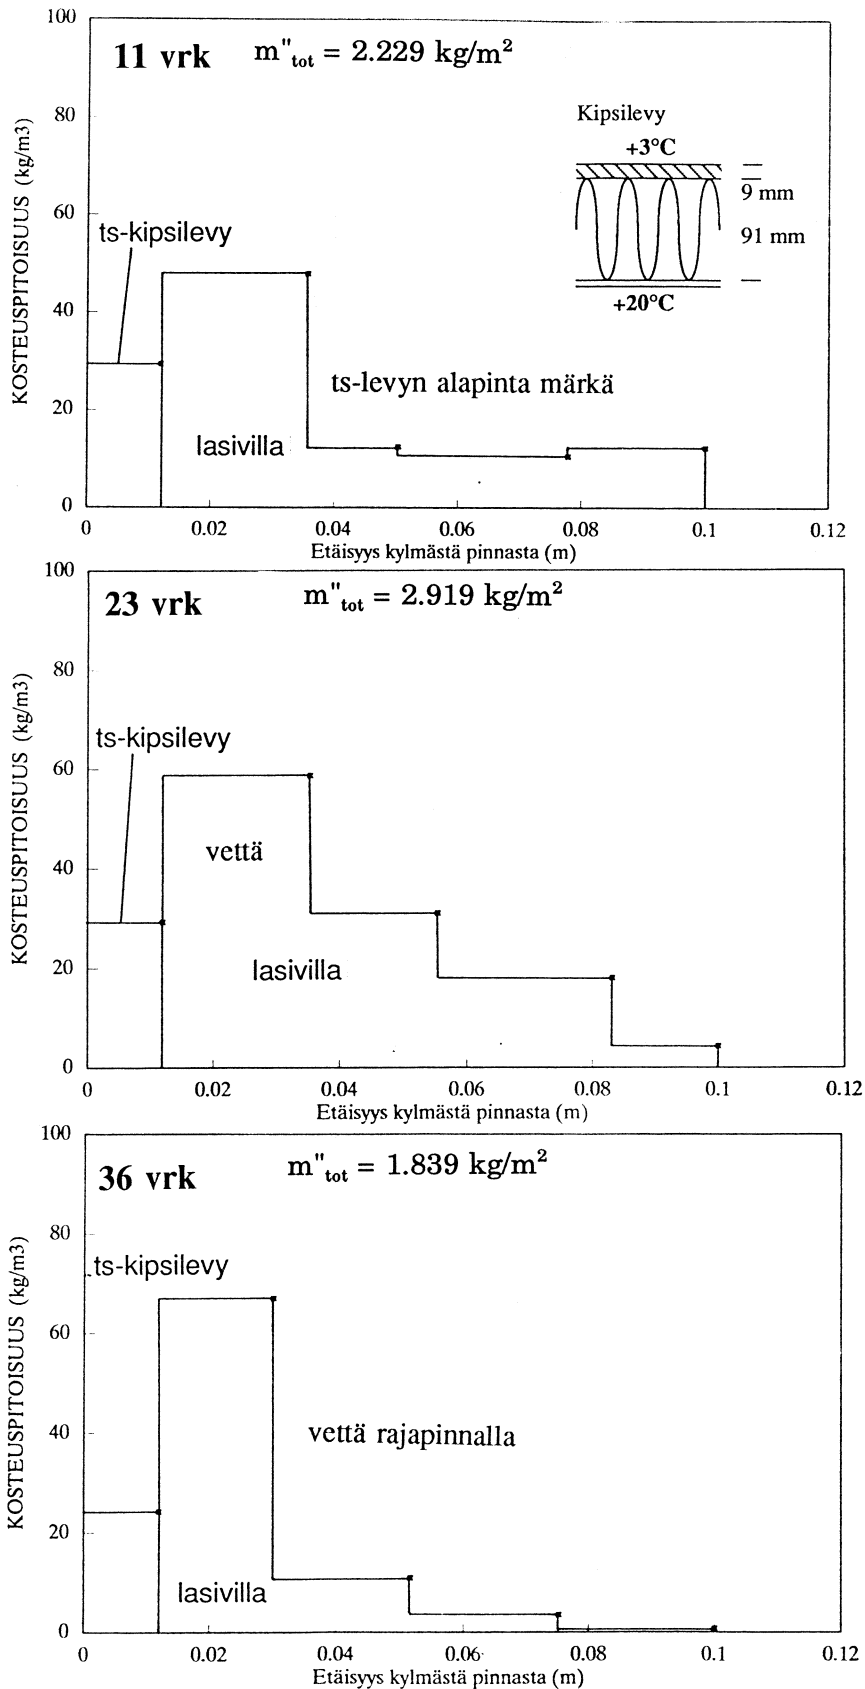 100
11 vrk m"tot = 2.229 kg/m²
Kipsilevy
+3°C
9 mm
91 mm
+20°C
80
60
40
20
0
KOSTEUSPITOISUUS (kg/m3)
ts-kipsilevy
ts-levyn alapinta märkä
lasivilla
0 0.02 0.04 0.06 0.08 0.1 0.12
Etäisyys kylmästä pinnasta (m)
100
23 vrk m"tot = 2.919 kg/m²
80
60
40
20
0
KOSTEUSPITOISUUS (kg/m3)
ts-kipsilevy
vettä
lasivilla
0 0.02 0.04 0.06 0.08 0.1 0.12
Etäisyys kylmästä pinnasta (m)
100
36 vrk m"tot = 1.839 kg/m²
80
60
40
20
0
KOSTEUSPITOISUUS (kg/m3)
ts-kipsilevy
vettä rajapinnalla
lasivilla
0 0.02 0.04 0.06 0.08 0.1 0.12
Etäisyys kylmästä pinnasta (m)